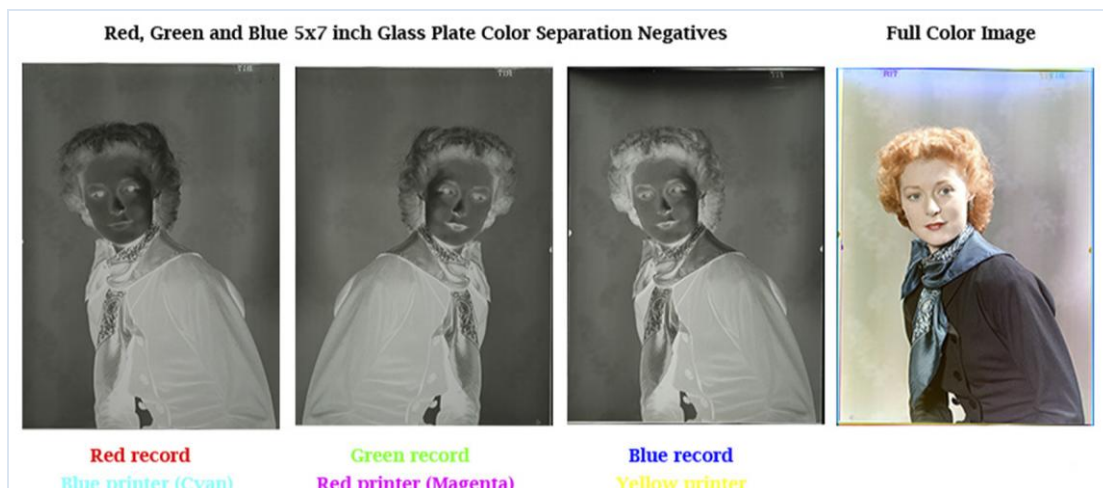 Red, Green and Blue 5x7 inch Glass Plate Color Separation Negatives
Full Color Image
Red record
Green record
Blue record
Blue printer (Cyan)
Red printer (Magenta)
Yellow printer